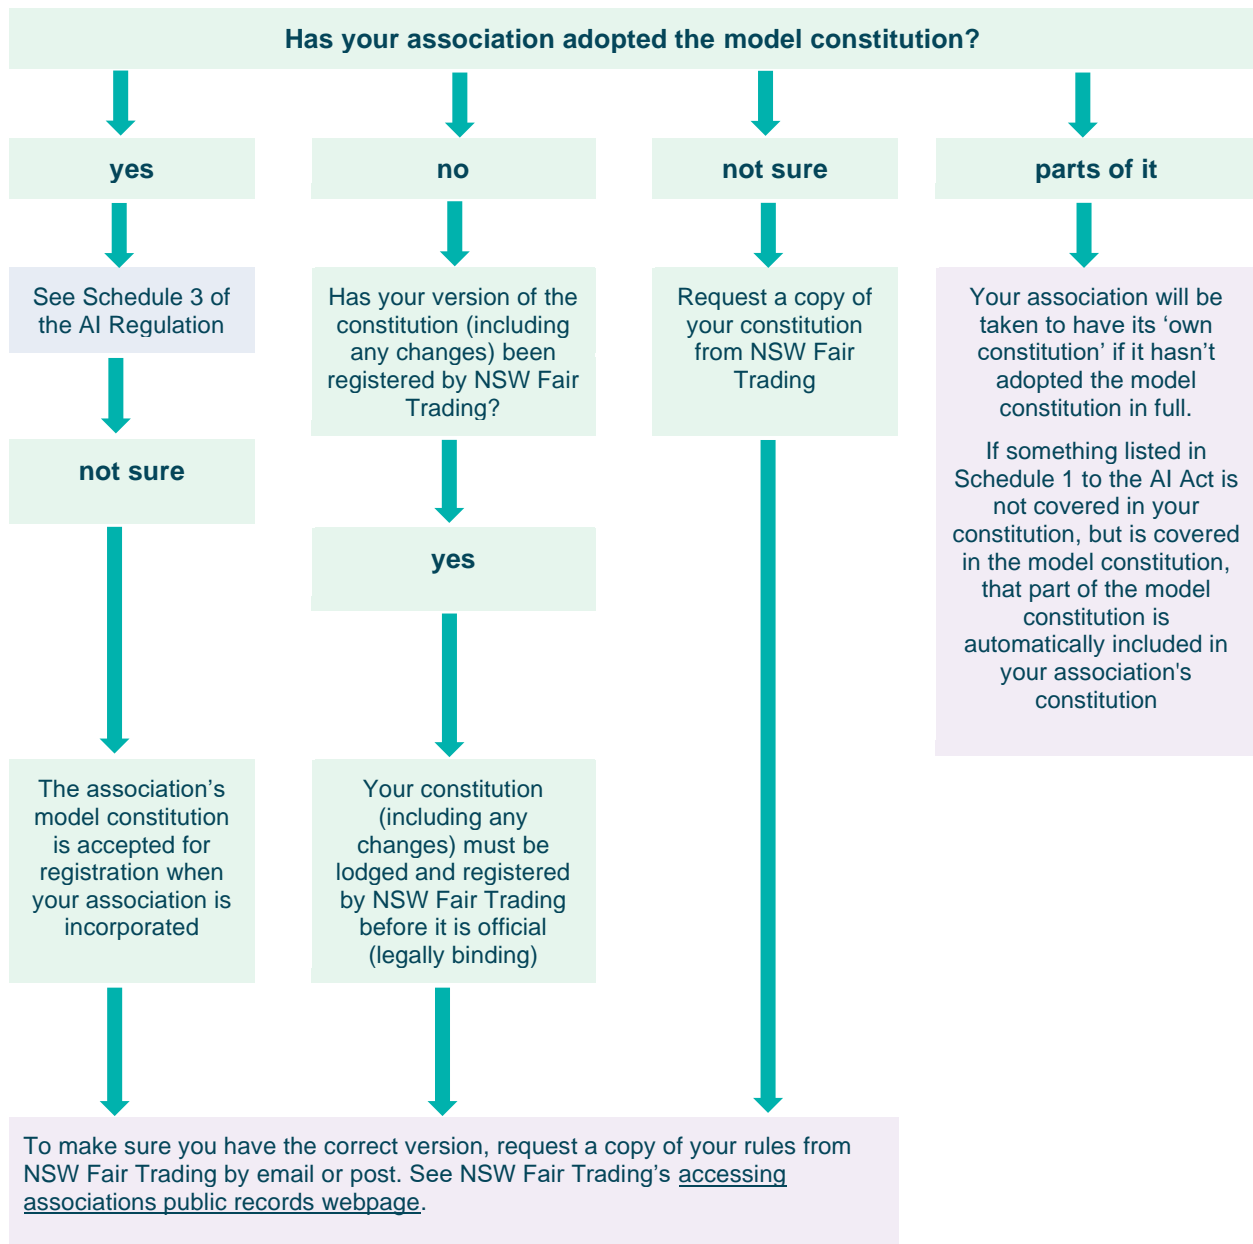 Has your association adopted the model constitution?
yes
no
not sure
parts of it
See Schedule 3 of
the AI Regulation
not sure
The association’s
model constitution
is accepted for
registration when
your association is
incorporated
Has your version of the
constitution (including
any changes) been
registered by NSW Fair
Trading?
yes
Your constitution
(including any
changes) must be
lodged and registered
by NSW Fair Trading
before it is official
(legally binding)
Request a copy of
your constitution
from NSW Fair
Trading
Your association will be
taken to have its ‘own
constitution’ if it hasn’t
adopted the model
constitution in full.
If something listed in
Schedule 1 to the AI Act is
not covered in your
constitution, but is covered
in the model constitution,
that part of the model
constitution is
automatically included in
your association's
constitution
To make sure you have the correct version, request a copy of your rules from
NSW Fair Trading by email or post. See NSW Fair Trading’s accessing
associations public records webpage.